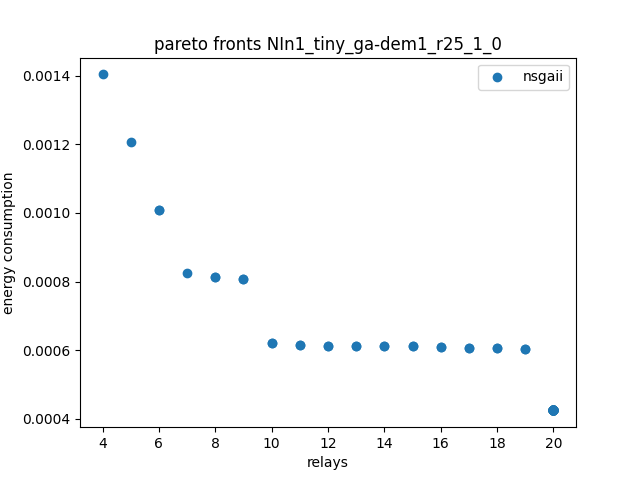 pareto fronts NIn1_tiny_ga-dem1_r25_1_0
nsgaii
0.0014
0.0012
0.0010
0.0008
0.0006
0.0004
energy consumption
4 6 8 10 12 14 16 18 20
relays